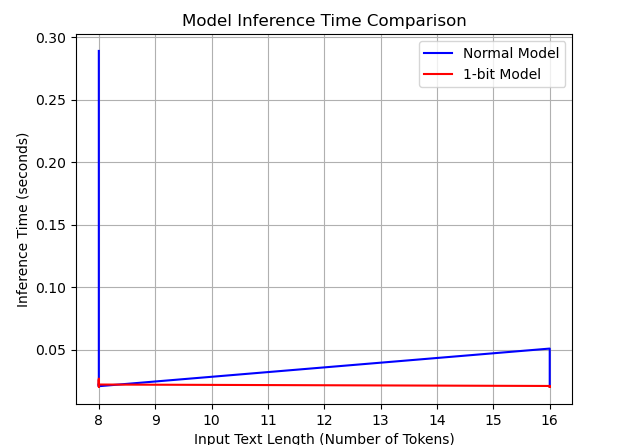 Model Inference Time Comparison
Normal Model
1-bit Model
Inference Time (seconds)
0.30
0.25
0.20
0.15
0.10
0.05
8 9 10 11 12 13 14 15 16
Input Text Length (Number of Tokens)